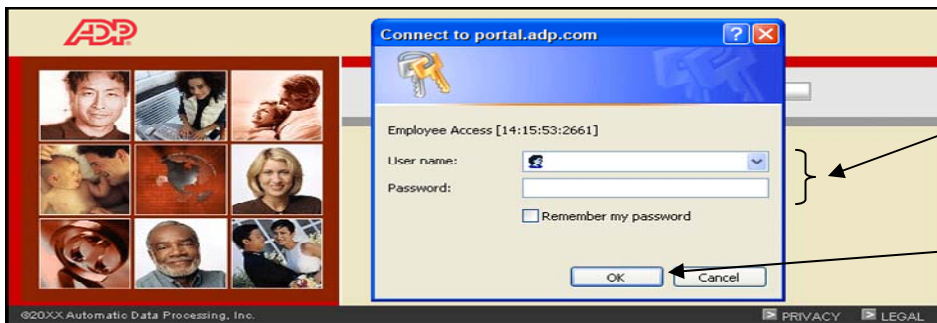 ADP
Connect to portal.adp.com
Employee Access [14:15:53:2661]
User name:
Password:
Remember my password
OK
Cancel
©20XX Automatic Data Processing, Inc.
PRIVACY
LEGAL